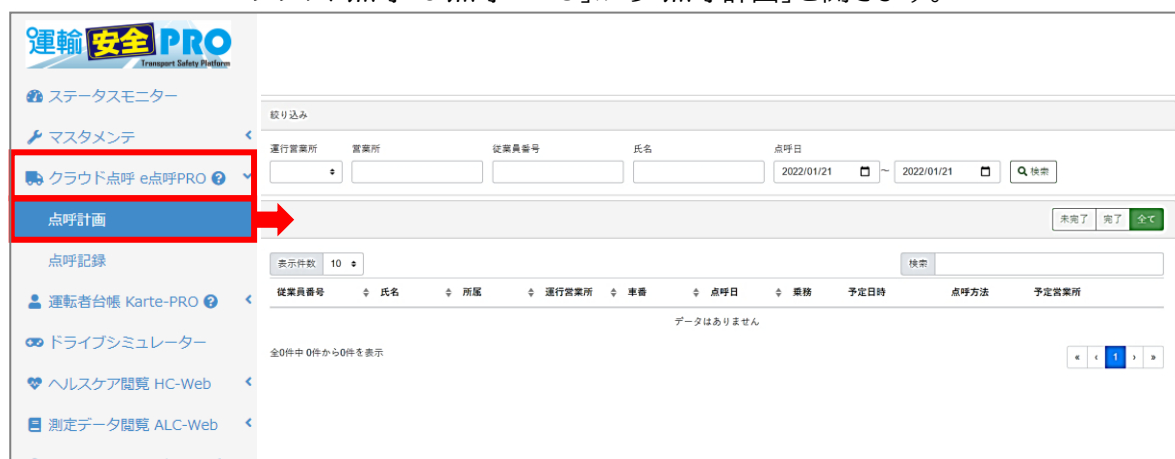 運輸安全PRO
Transport Safety Platform
ステータスモニター
マスタメンテ
クラウド点呼 e点呼PRO
点呼計画
点呼記録
運転者台帳 Karte-PRO
ドライブシミュレーター
ヘルスケア閲覧 HC-Web
測定データ閲覧 ALC-Web
絞り込み
運行営業所 営業所 従業員番号 氏名 点呼日
2022/01/21 ~ 2022/01/21 検索
未完了 完了 全て
表示件数 10 検索
従業員番号 氏名 所属 運行営業所 車番 点呼日 乗務 予定日時 点呼方法 予定営業所
データはありません
全0件中 0件から0件を表示
« ‹ 1 › »